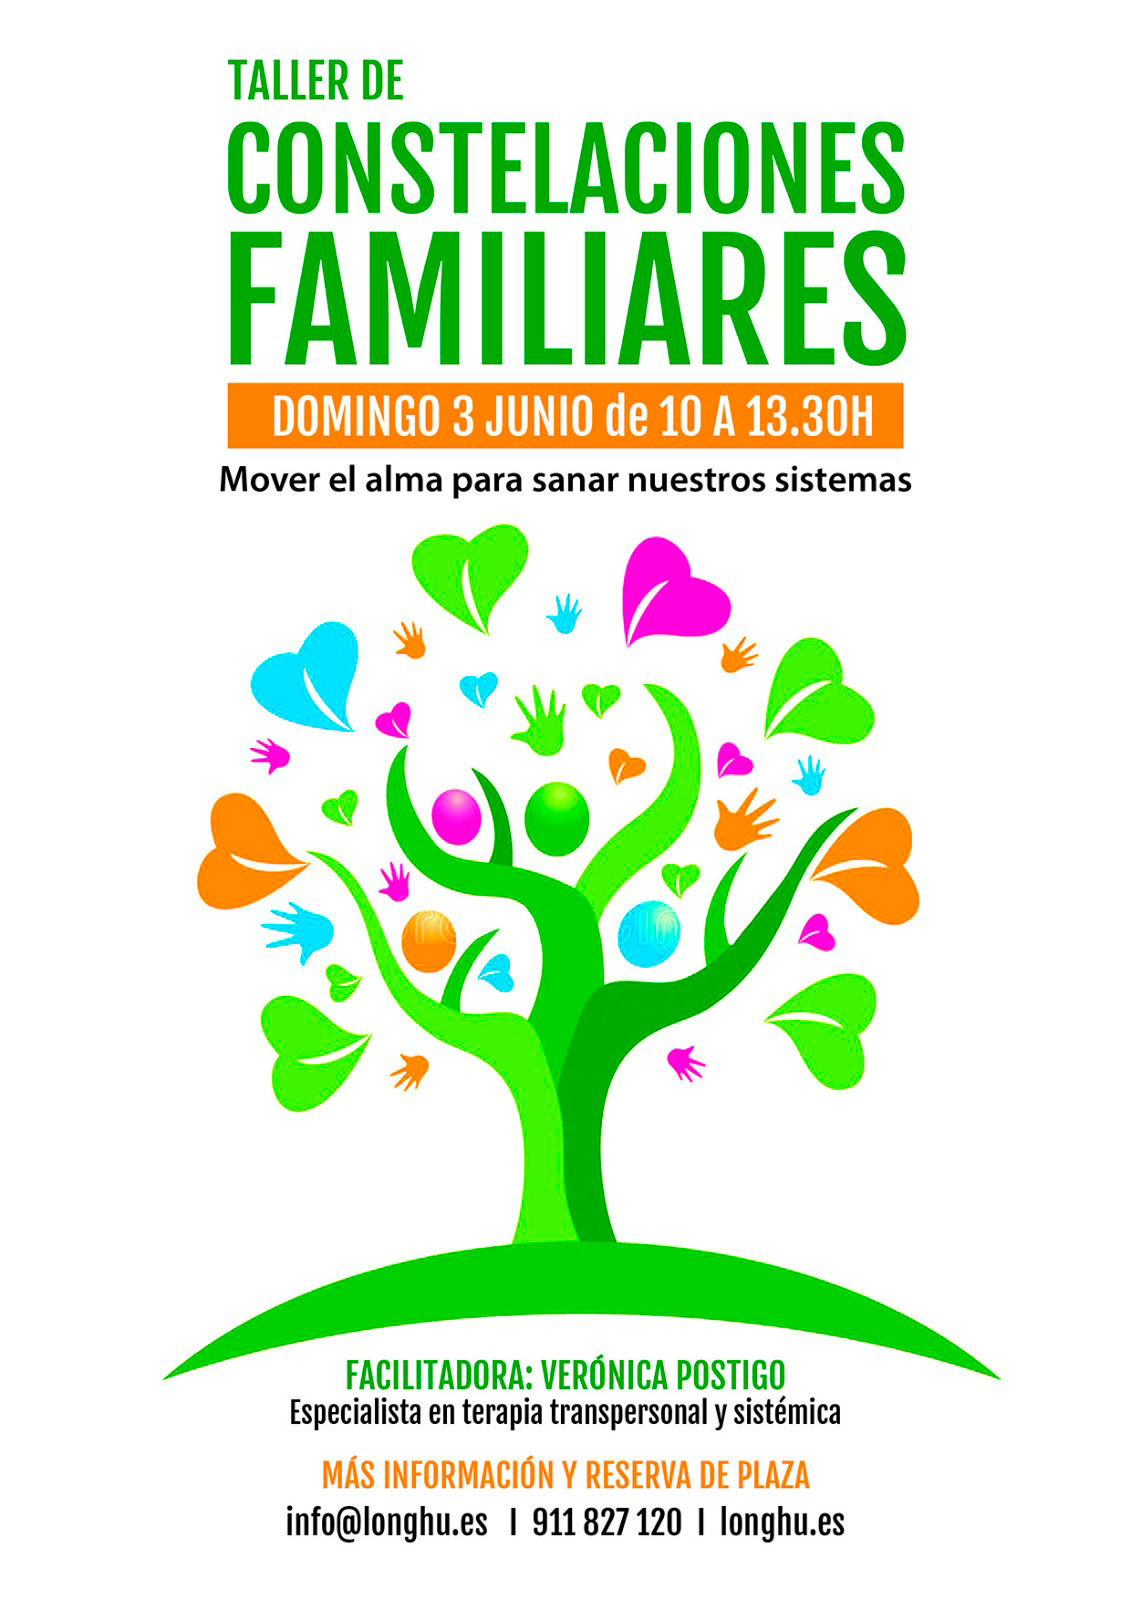 TALLER DE
CONSTELACIONES
FAMILIARES
DOMINGO 3 JUNIO de 10 A 13.30H
Mover el alma para sanar nuestros sistemas
FACILITADORA: VERÓNICA POSTIGO
Especialista en terapia transpersonal y sistémica
MÁS INFORMACIÓN Y RESERVA DE PLAZA
info@longhu.es I 911 827 120 I longhu.es